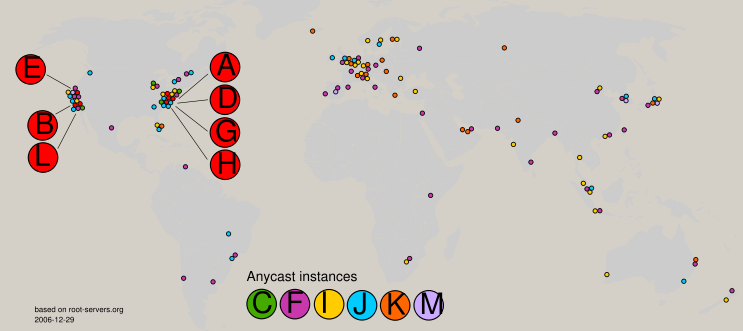 E
A
D
B
G
L
H
Anycast instances
C F I J K M
based on root-servers.org
2006-12-29